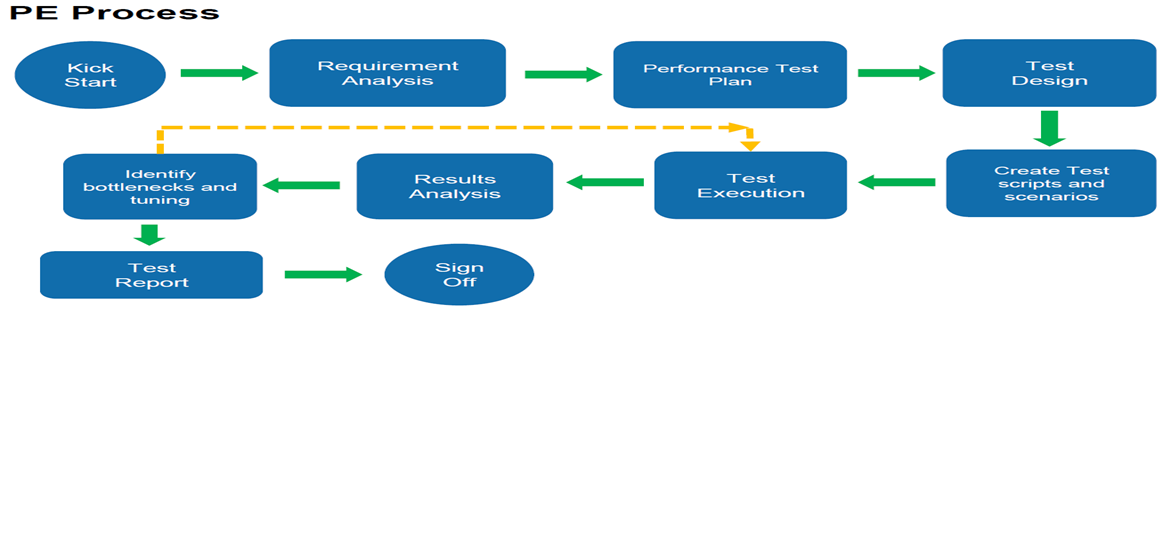 PE Process
Kick
Start
Requirement
Analysis
Performance Test
Plan
Test
Design
Identify
bottlenecks and
tuning
Results
Analysis
Test
Execution
Create Test
scripts and
scenarios
Test
Report
Sign
Off